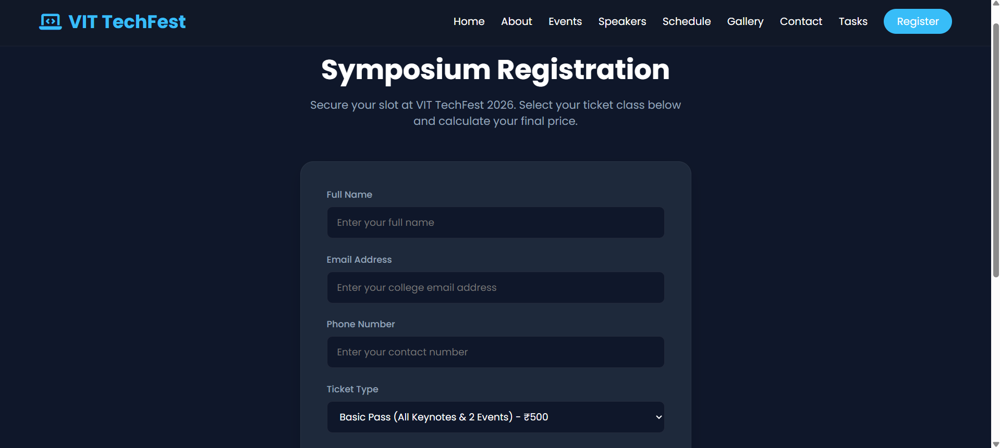 VIT TechFest
Home
About
Events
Speakers
Schedule
Gallery
Contact
Tasks
Register
Symposium Registration
Secure your slot at VIT TechFest 2026. Select your ticket class below
and calculate your final price.
Full Name
Enter your full name
Email Address
Enter your college email address
Phone Number
Enter your contact number
Ticket Type
Basic Pass (All Keynotes & 2 Events) - ₹500